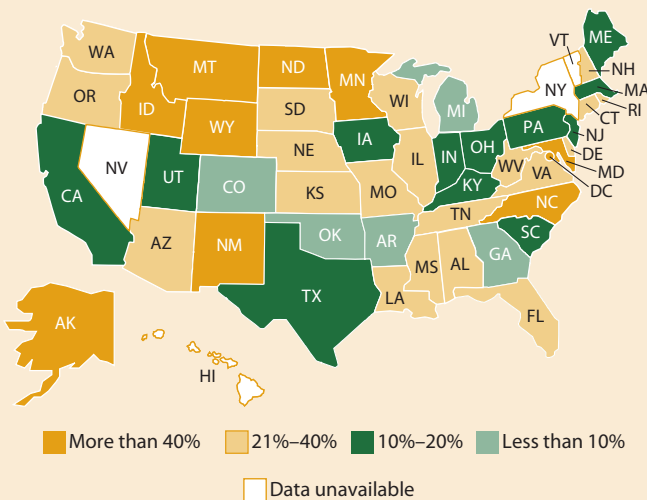 WA
VT
ME
MT
ND
MN
NH
OR
MA
ID
SD
WI
NY
RI
WY
MI
CT
PA
IA
NJ
NE
OH
DE
NV
IL
IN
MD
UT
WV
VA
CO
DC
CA
KS
MO
KY
NC
TN
AZ
OK
NM
AR
SC
GA
MS
AL
TX
LA
AK
FL
HI
More than 40%
21%–40%
10%–20%
Less than 10%
Data unavailable